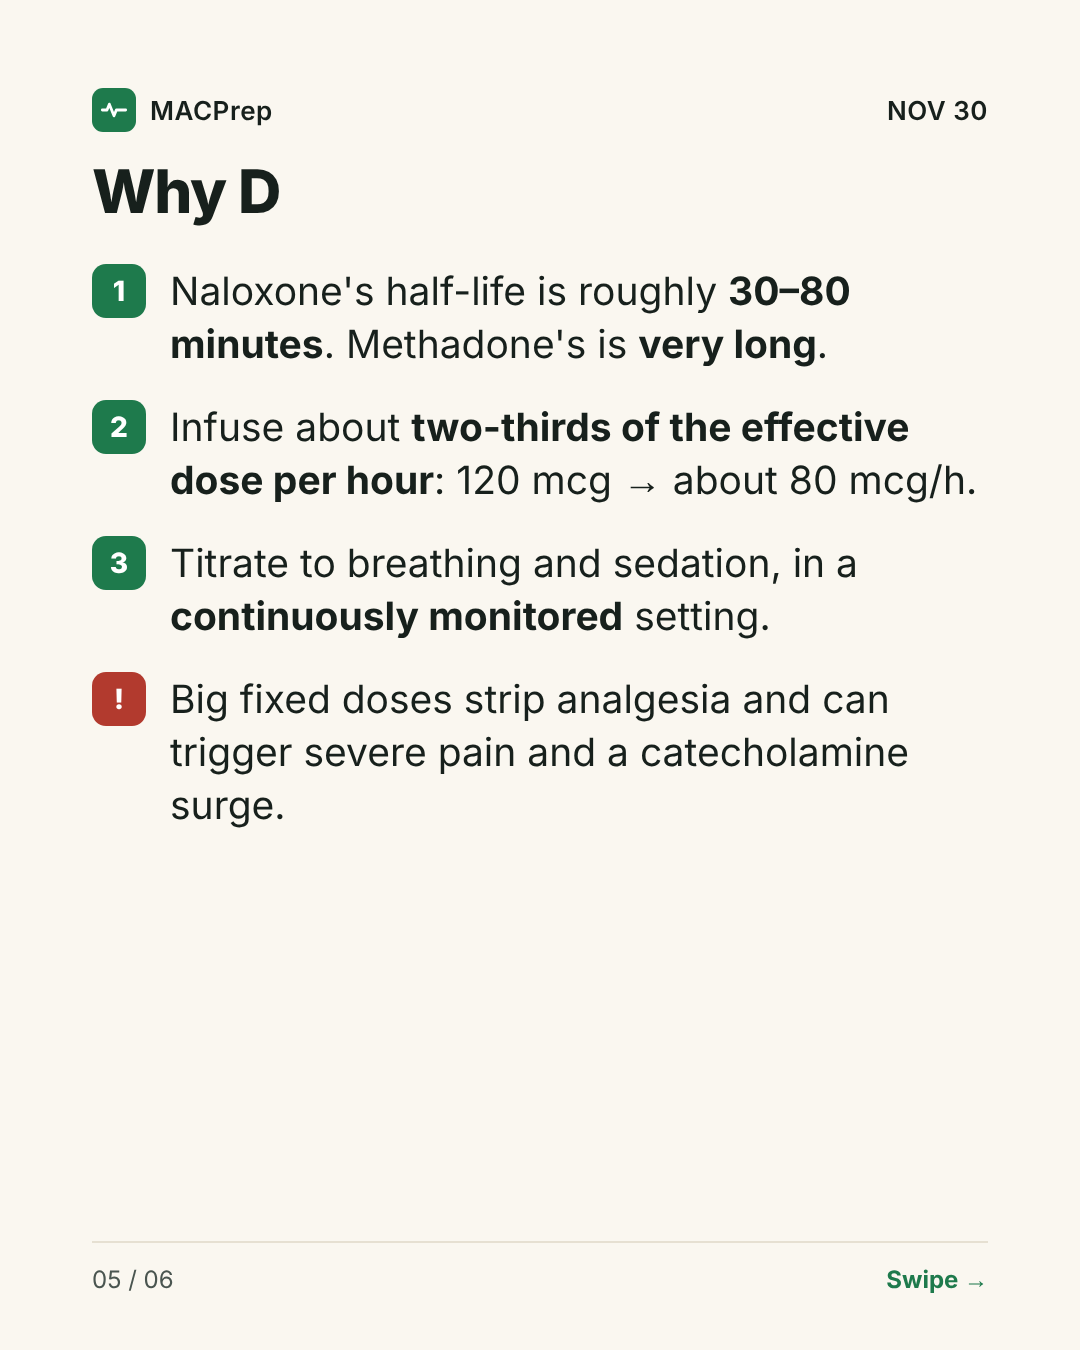 MACPrep
NOV 30
Why D
1
Naloxone's half-life is roughly 30–80
minutes. Methadone's is very long.
2
Infuse about two-thirds of the effective
dose per hour: 120 mcg → about 80 mcg/h.
3
Titrate to breathing and sedation, in a
continuously monitored setting.
!
Big fixed doses strip analgesia and can
trigger severe pain and a catecholamine
surge.
05 / 06
Swipe →